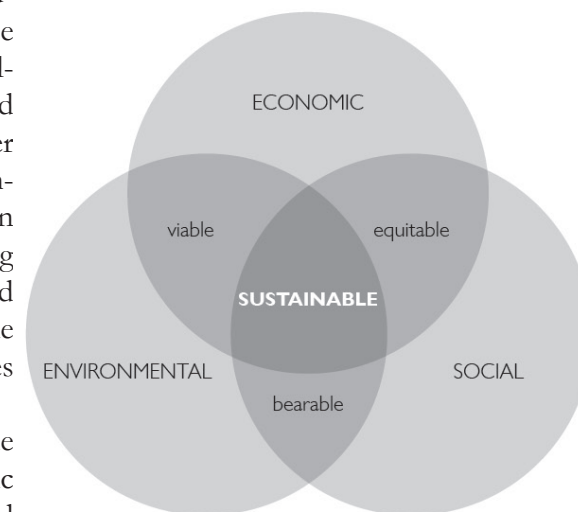 ECONOMIC
viable
equitable
SUSTAINABLE
ENVIRONMENTAL
SOCIAL
bearable